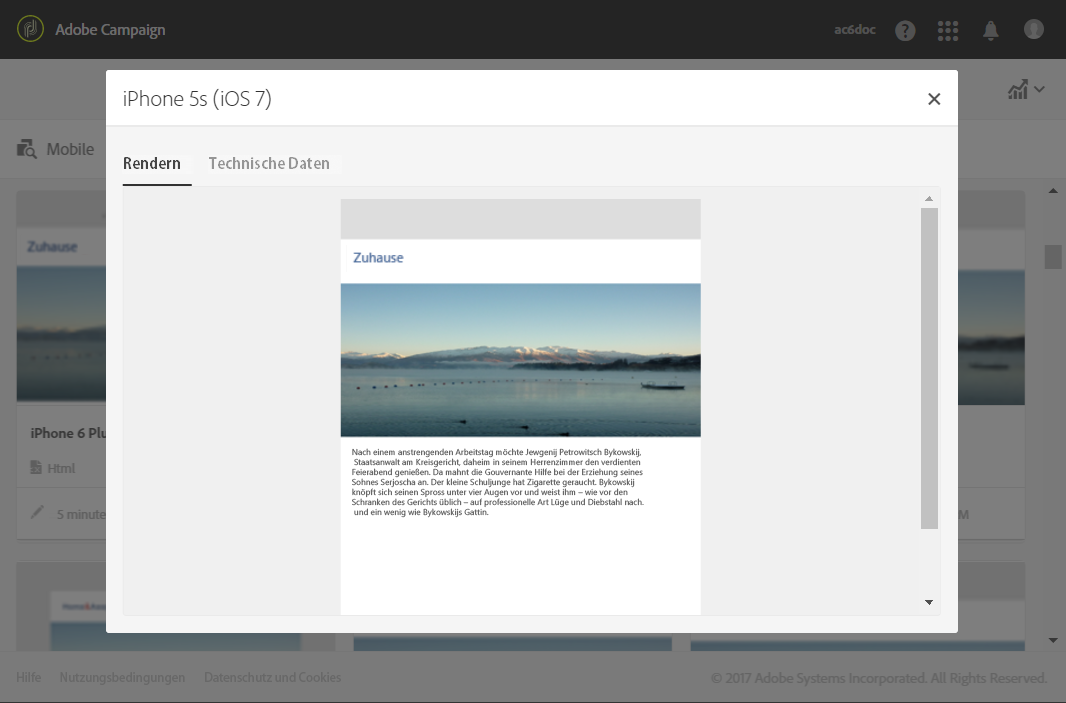 Adobe Campaign
ac6doc
iPhone 5s (iOS 7)
Mobile
Rendern
Technische Daten
Zuhause
Zuhause
Nach einem anstrengenden Arbeitstag möchte Jewgenij Petrowitsch Bykowskij,
Staatsanwalt am Kreisgericht, daheim in seinem Herrenzimmer den verdienten
Feierabend genießen. Da mahnt die Gouvernante Hilfe bei der Erziehung seines
Sohnes Serjoscha an. Der kleine Schuljunge hat Zigarette geraucht. Bykowskij
knöpft sich seinen Spross unter vier Augen vor und weist ihm – wie vor den
Schranken des Gerichts üblich – auf professionelle Art Lüge und Diebstahl nach.
und ein wenig wie Bykowskijs Gattin.
iPhone 6 Plu
Html
5 minute
M
Hilfe
Nutzungsbedingungen
Datenschutz und Cookies
© 2017 Adobe Systems Incorporated. All Rights Reserved.